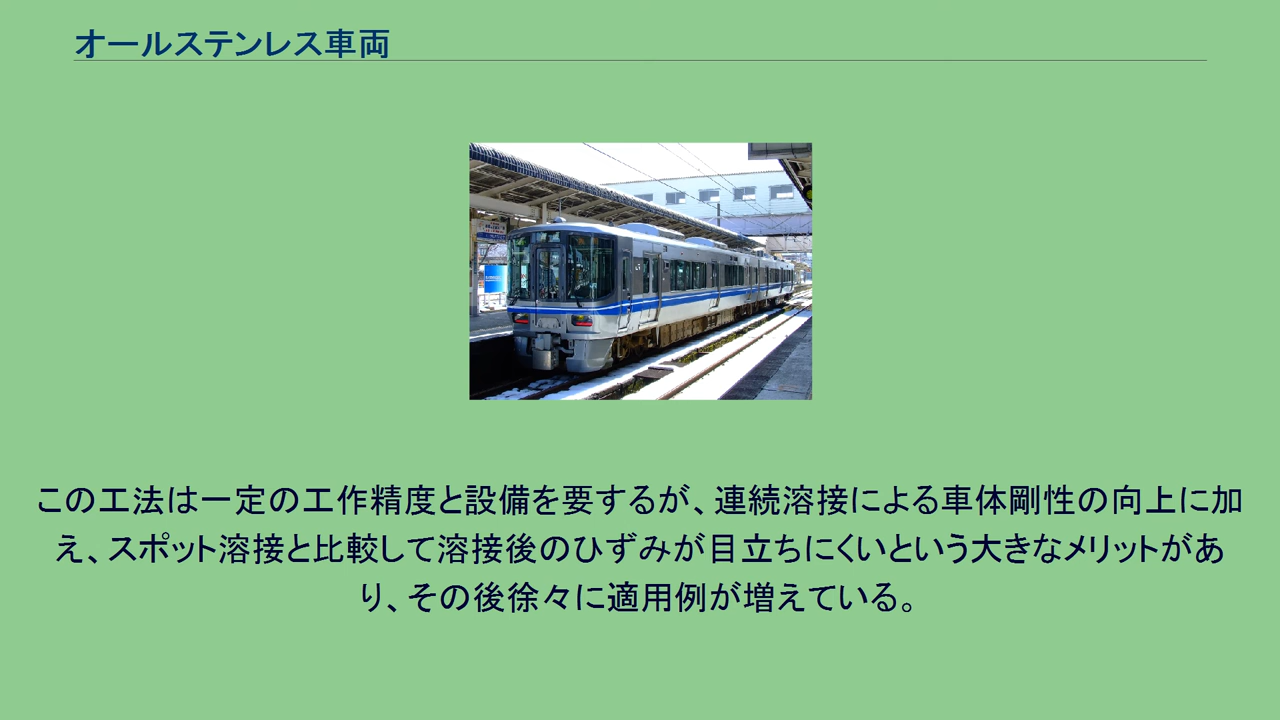 オールステンレス車両
この工法は一定の工作精度と設備を要するが、連続溶接による車体剛性の向上に加
え、スポット溶接と比較して溶接後のひずみが目立ちにくいという大きなメリットがあ
り、その後徐々に適用例が増えている。